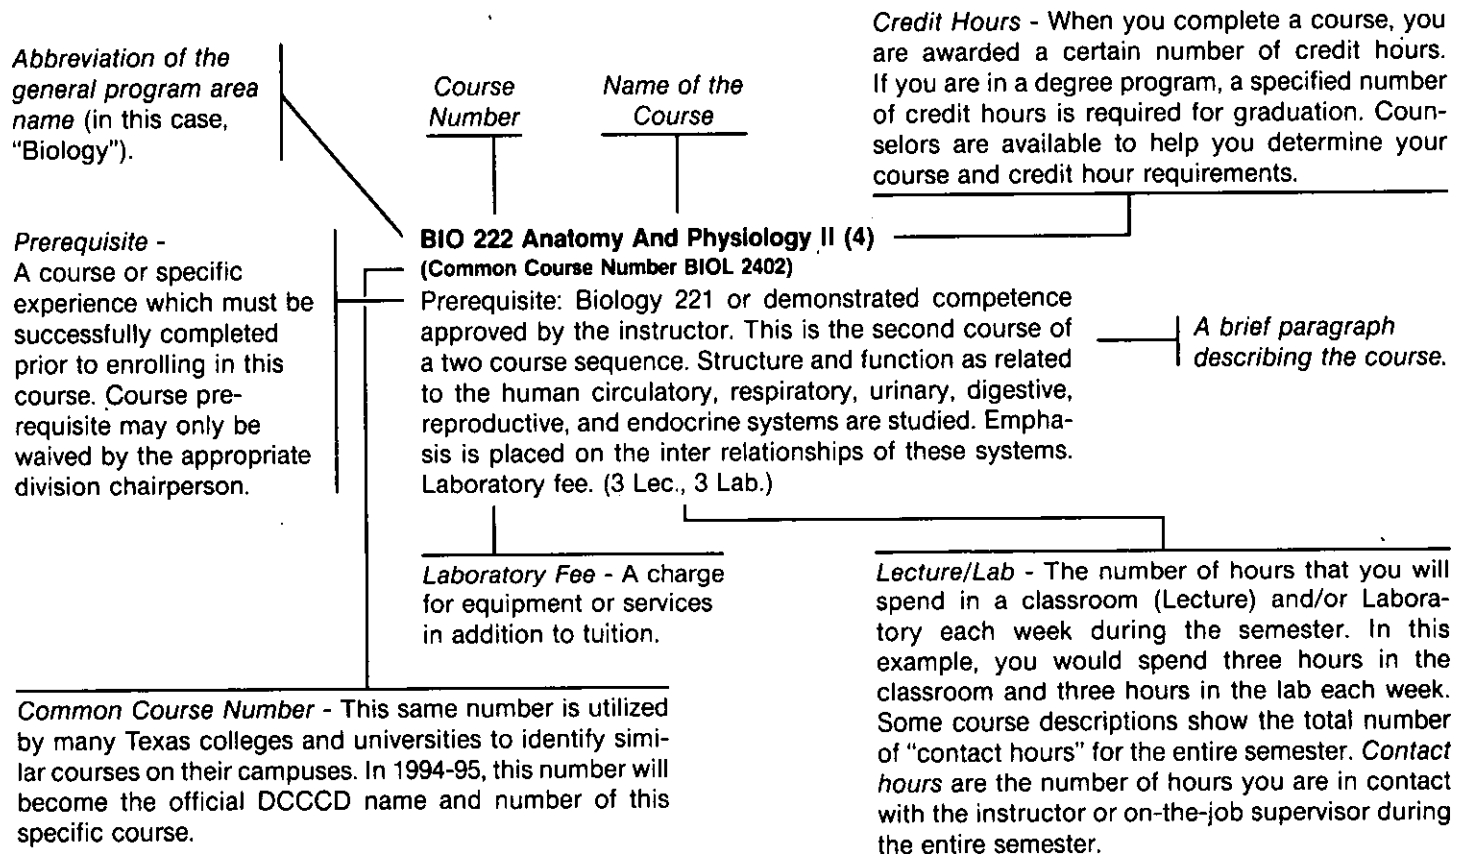 Abbreviation of the
general program area
name (in this case,
"Biology").
Course
Number
Name of the
Course
Credit Hours - When you complete a course, you
are awarded a certain number of credit hours.
If you are in a degree program, a specified number
of credit hours is required for graduation. Coun-
selors are available to help you determine your
course and credit hour requirements.
Prerequisite -
A course or specific
experience which must be
successfully completed
prior to enrolling in this
course. Course pre-
requisite may only be
waived by the appropriate
division chairperson.
BIO 222 Anatomy And Physiology II (4)
(Common Course Number BIOL 2402)
Prerequisite: Biology 221 or demonstrated competence
approved by the instructor. This is the second course of
a two course sequence. Structure and function as related
to the human circulatory, respiratory, urinary, digestive,
reproductive, and endocrine systems are studied. Empha-
sis is placed on the inter relationships of these systems.
Laboratory fee. (3 Lec., 3 Lab.)
A brief paragraph
describing the course.
Laboratory Fee - A charge
for equipment or services
in addition to tuition.
Lecture/Lab - The number of hours that you will
spend in a classroom (Lecture) and/or Labora-
tory each week during the semester. In this
example, you would spend three hours in the
classroom and three hours in the lab each week.
Some course descriptions show the total number
of "contact hours" for the entire semester. Contact
hours are the number of hours you are in contact
with the instructor or on-the-job supervisor during
the entire semester.
Common Course Number - This same number is utilized
by many Texas colleges and universities to identify simi-
lar courses on their campuses. In 1994-95, this number will
become the official DCCCD name and number of this
specific course.